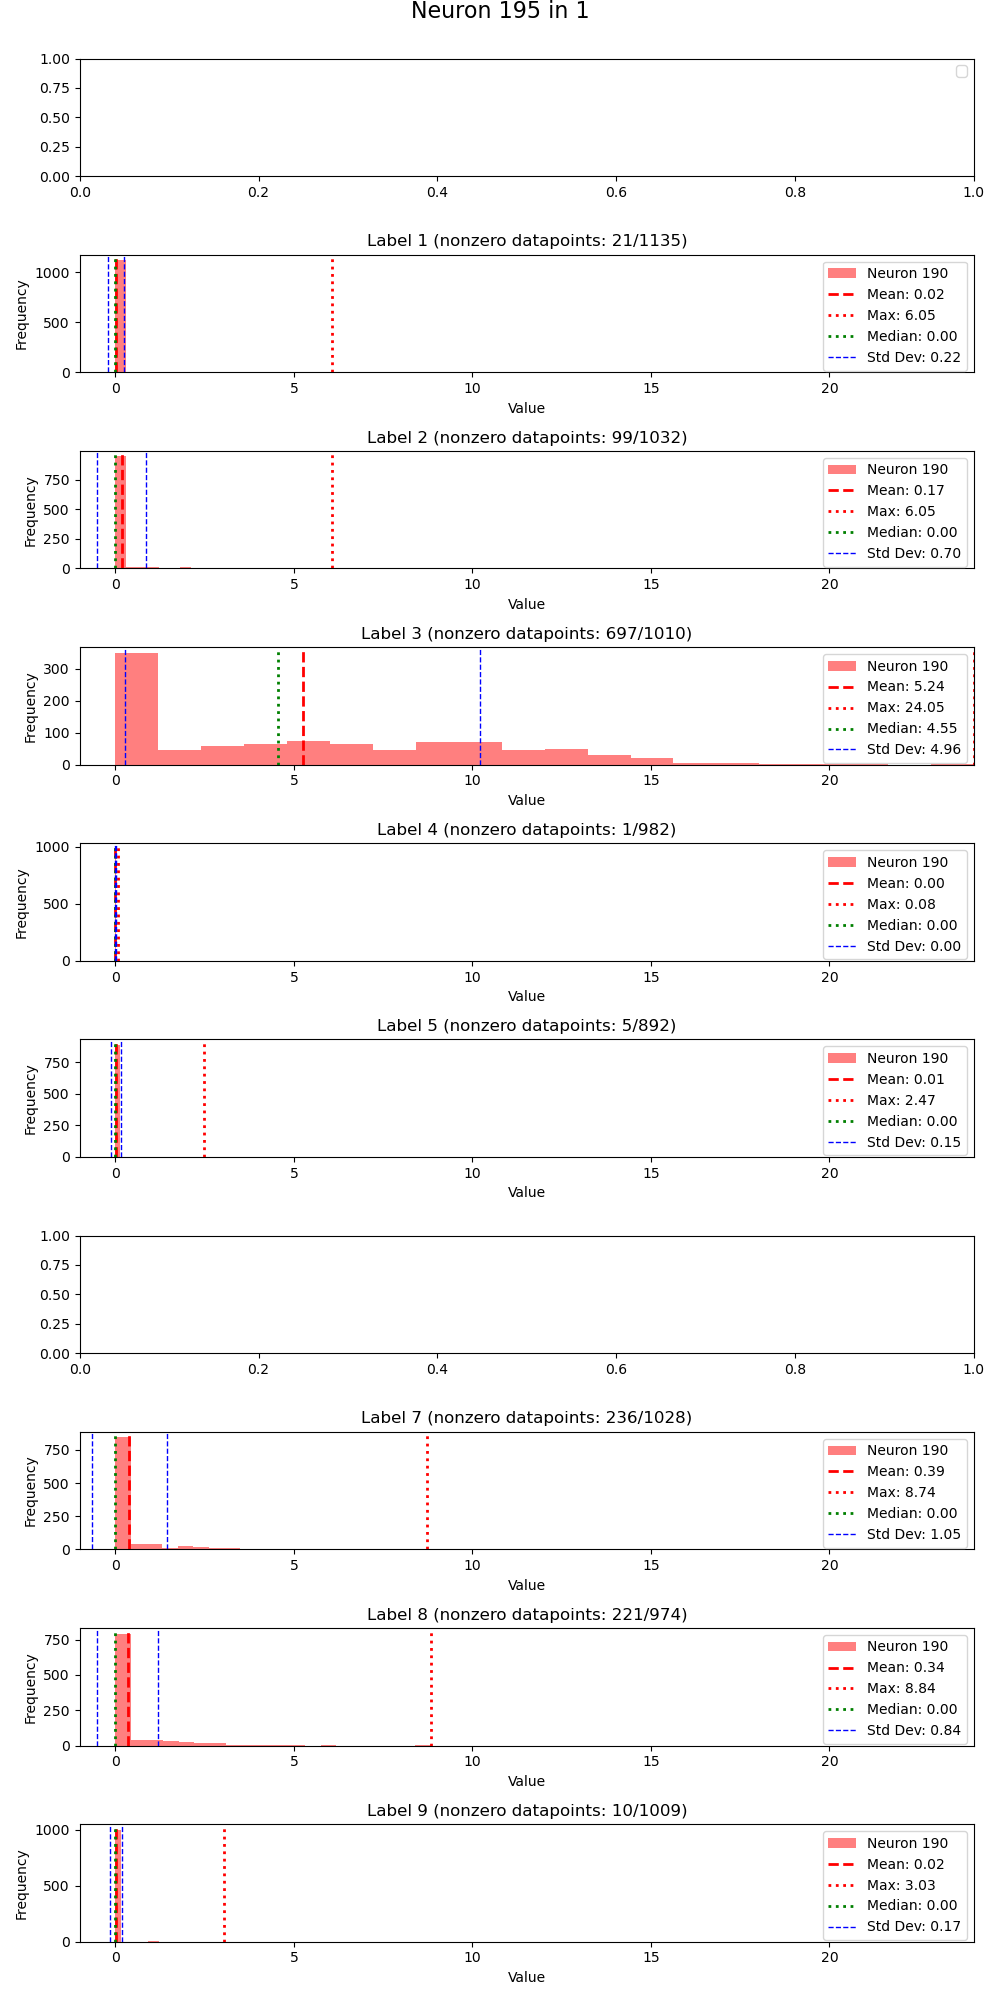 Neuron 195 in 1
1.00
0.75
0.50
0.25
0.00
0.0 0.2 0.4 0.6 0.8 1.0
Label 1 (nonzero datapoints: 21/1135)
Frequency
1000
500
0
Neuron 190
Mean: 0.02
Max: 6.05
Median: 0.00
Std Dev: 0.22
0 5 10 15 20
Value
Label 2 (nonzero datapoints: 99/1032)
Frequency
750
500
250
0
Neuron 190
Mean: 0.17
Max: 6.05
Median: 0.00
Std Dev: 0.70
0 5 10 15 20
Value
Label 3 (nonzero datapoints: 697/1010)
Frequency
300
200
100
0
Neuron 190
Mean: 5.24
Max: 24.05
Median: 4.55
Std Dev: 4.96
0 5 10 15 20
Value
Label 4 (nonzero datapoints: 1/982)
Frequency
1000
500
0
Neuron 190
Mean: 0.00
Max: 0.08
Median: 0.00
Std Dev: 0.00
0 5 10 15 20
Value
Label 5 (nonzero datapoints: 5/892)
Frequency
750
500
250
0
Neuron 190
Mean: 0.01
Max: 2.47
Median: 0.00
Std Dev: 0.15
0 5 10 15 20
Value
1.00
0.75
0.50
0.25
0.00
0.0 0.2 0.4 0.6 0.8 1.0
Label 7 (nonzero datapoints: 236/1028)
Frequency
750
500
250
0
Neuron 190
Mean: 0.39
Max: 8.74
Median: 0.00
Std Dev: 1.05
0 5 10 15 20
Value
Label 8 (nonzero datapoints: 221/974)
Frequency
750
500
250
0
Neuron 190
Mean: 0.34
Max: 8.84
Median: 0.00
Std Dev: 0.84
0 5 10 15 20
Value
Label 9 (nonzero datapoints: 10/1009)
Frequency
1000
500
0
Neuron 190
Mean: 0.02
Max: 3.03
Median: 0.00
Std Dev: 0.17
0 5 10 15 20
Value